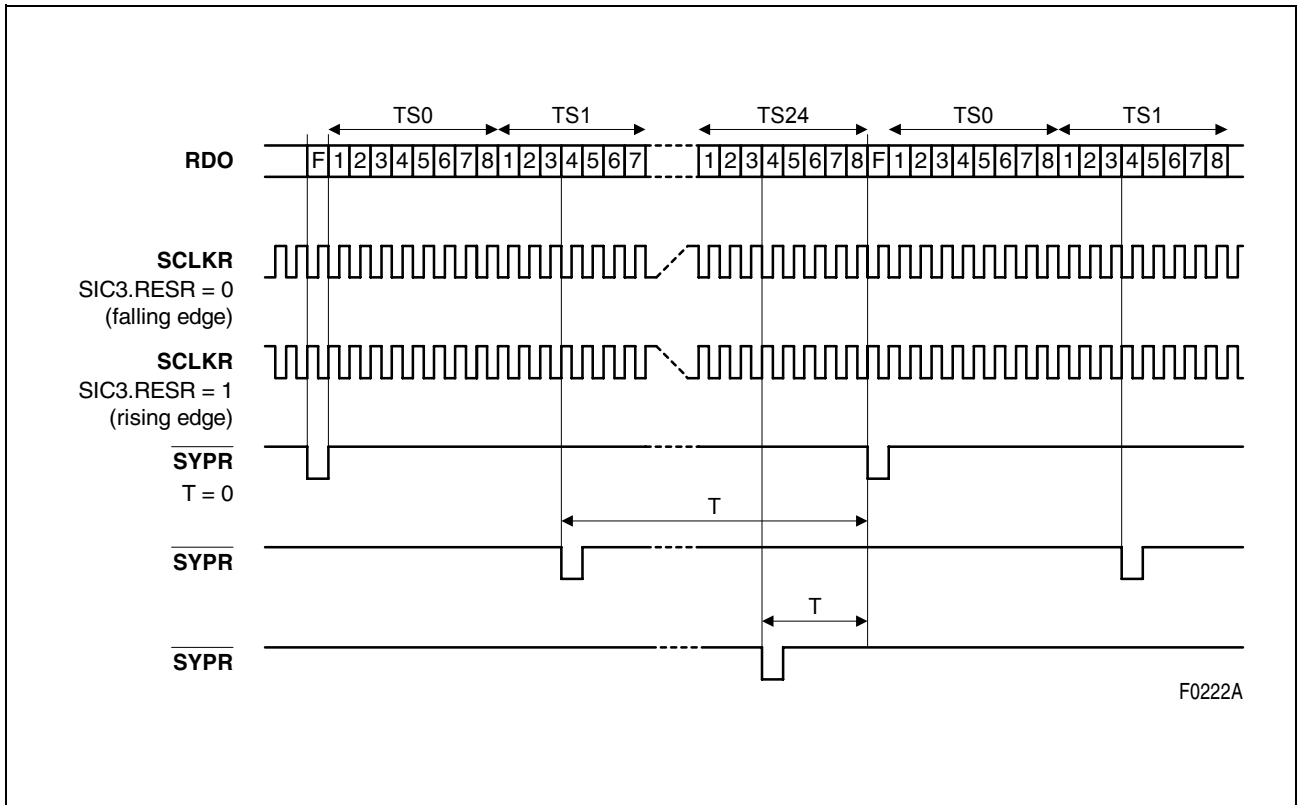 TS0 TS1 TS24 TS0 TS1
RDO F 1 2 3 4 5 6 7 8 1 2 3 4 5 6 7 1 2 3 4 5 6 7 8 F 1 2 3 4 5 6 7 8 1 2 3 4 5 6 7 8
SCLKR
SIC3.RESR = 0
(falling edge)
SCLKR
SIC3.RESR = 1
(rising edge)
SYPR
T = 0
T
SYPR
T
SYPR
F0222A